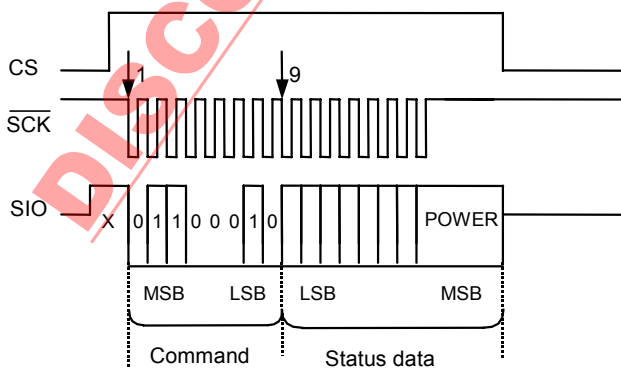 DISCO
CS
1
9
SCK
SIO
X 0 1 1 0 0 0 1 0 POWER
MSB LSB LSB MSB
Command Status data